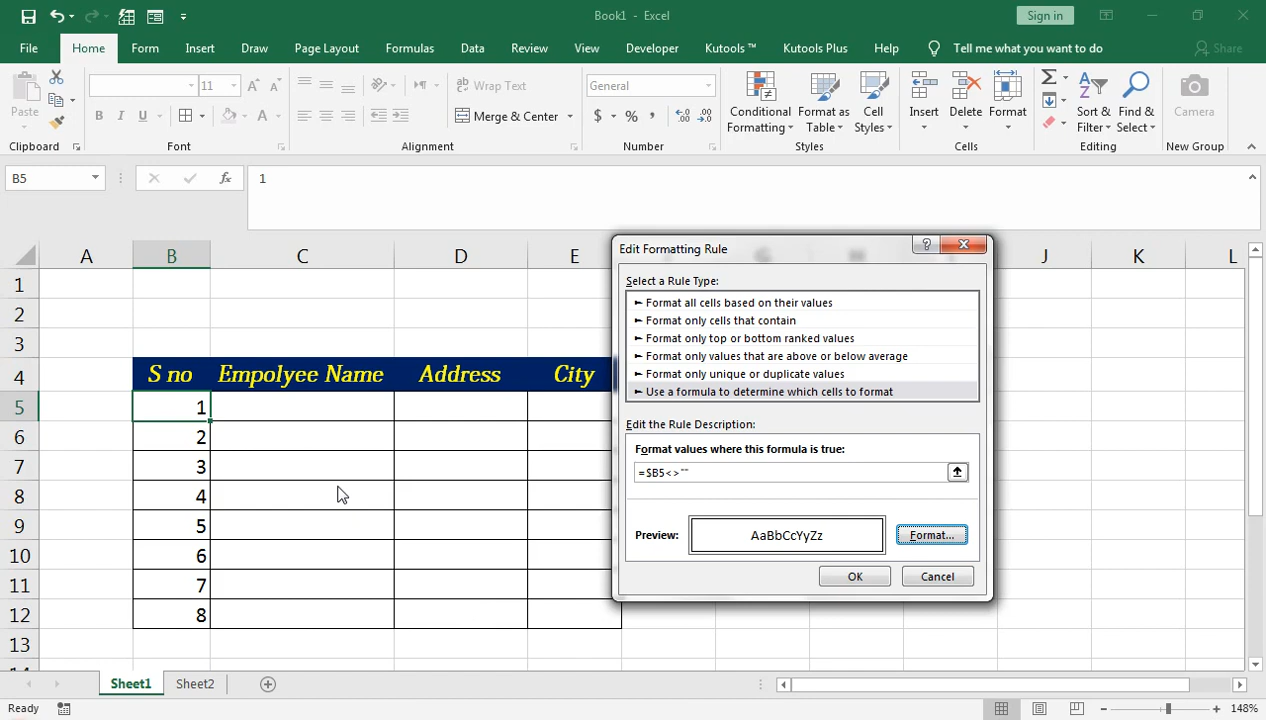 Book1 - Excel
Sign in
File Home Form Insert Draw Page Layout Formulas Data Review View Developer Kutools ™ Kutools Plus Help Tell me what you want to do Share
Paste
11
Wrap Text
General
B I U
A
Merge & Center
$ % ,
Conditional Formatting
Format as Table
Cell Styles
Insert
Delete
Format
Sort & Filter
Find & Select
Camera
Clipboard Font Alignment Number Styles Cells Editing New Group
B5 fx 1
A B C D E G H J K L
1
2
3
4 S no Empolyee Name Address City
5 1
6 2
7 3
8 4
9 5
10 6
11 7
12 8
13
Edit Formatting Rule
?
Select a Rule Type:
► Format all cells based on their values
► Format only cells that contain
► Format only top or bottom ranked values
► Format only values that are above or below average
► Format only unique or duplicate values
► Use a formula to determine which cells to format
Edit the Rule Description:
Format values where this formula is true:
=$B5<>""
Preview: AaBbCcYyZz Format...
OK Cancel
Sheet1 Sheet2
Ready 148%